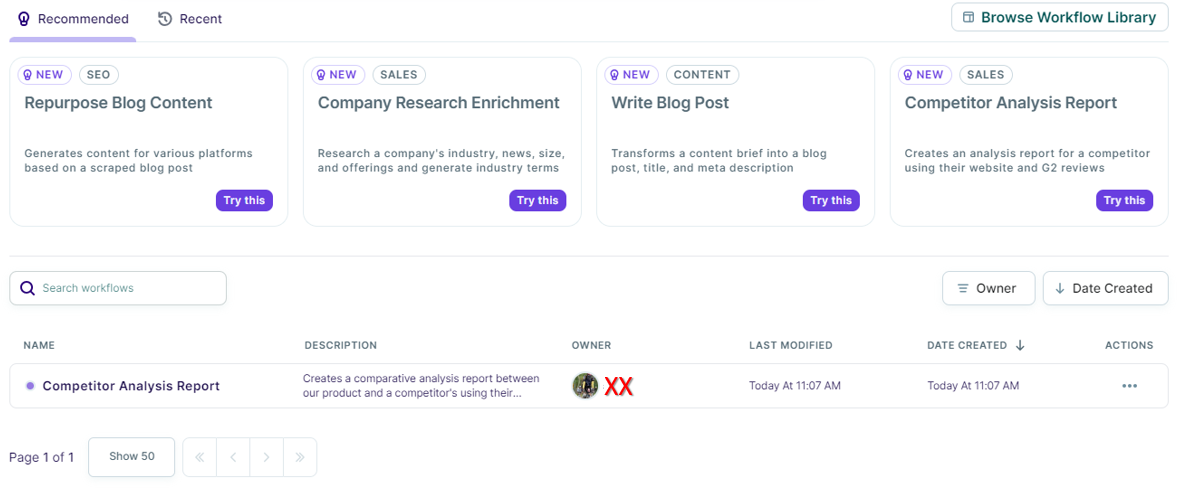 Recommended
Recent
Browse Workflow Library
NEW
SEO
Repurpose Blog Content
Generates content for various platforms
based on a scraped blog post
Try this
NEW
SALES
Company Research Enrichment
Research a company's industry, news, size,
and offerings and generate industry terms
Try this
NEW
CONTENT
Write Blog Post
Transforms a content brief into a blog
post, title, and meta description
Try this
NEW
SALES
Competitor Analysis Report
Creates an analysis report for a competitor
using their website and G2 reviews
Try this
Search workflows
Owner
Date Created
NAME
DESCRIPTION
OWNER
LAST MODIFIED
DATE CREATED
ACTIONS
Competitor Analysis Report
Creates a comparative analysis report between
our product and a competitor's using their...
XX
Today At 11:07 AM
Today At 11:07 AM
Page 1 of 1
Show 50